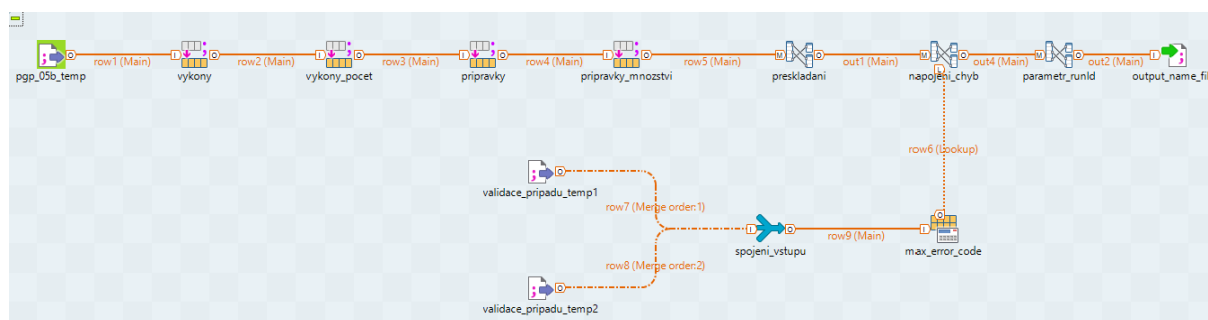 row1 (Main)
row2 (Main)
row3 (Main)
row4 (Main)
row5 (Main)
out1 (Main)
out4 (Main)
out2 (Main)
pgp_05b_temp
vykony
vykony_pocet
pripravky
pripravky_mnozstvi
preskladani
napojeni_chyb
parametr_runId
output_name_fil
row6 (Lookup)
validace_pripadu_temp1
row7 (Merge order:1)
row9 (Main)
spojeni_vstupu
max_error_code
row8 (Merge order:2)
validace_pripadu_temp2